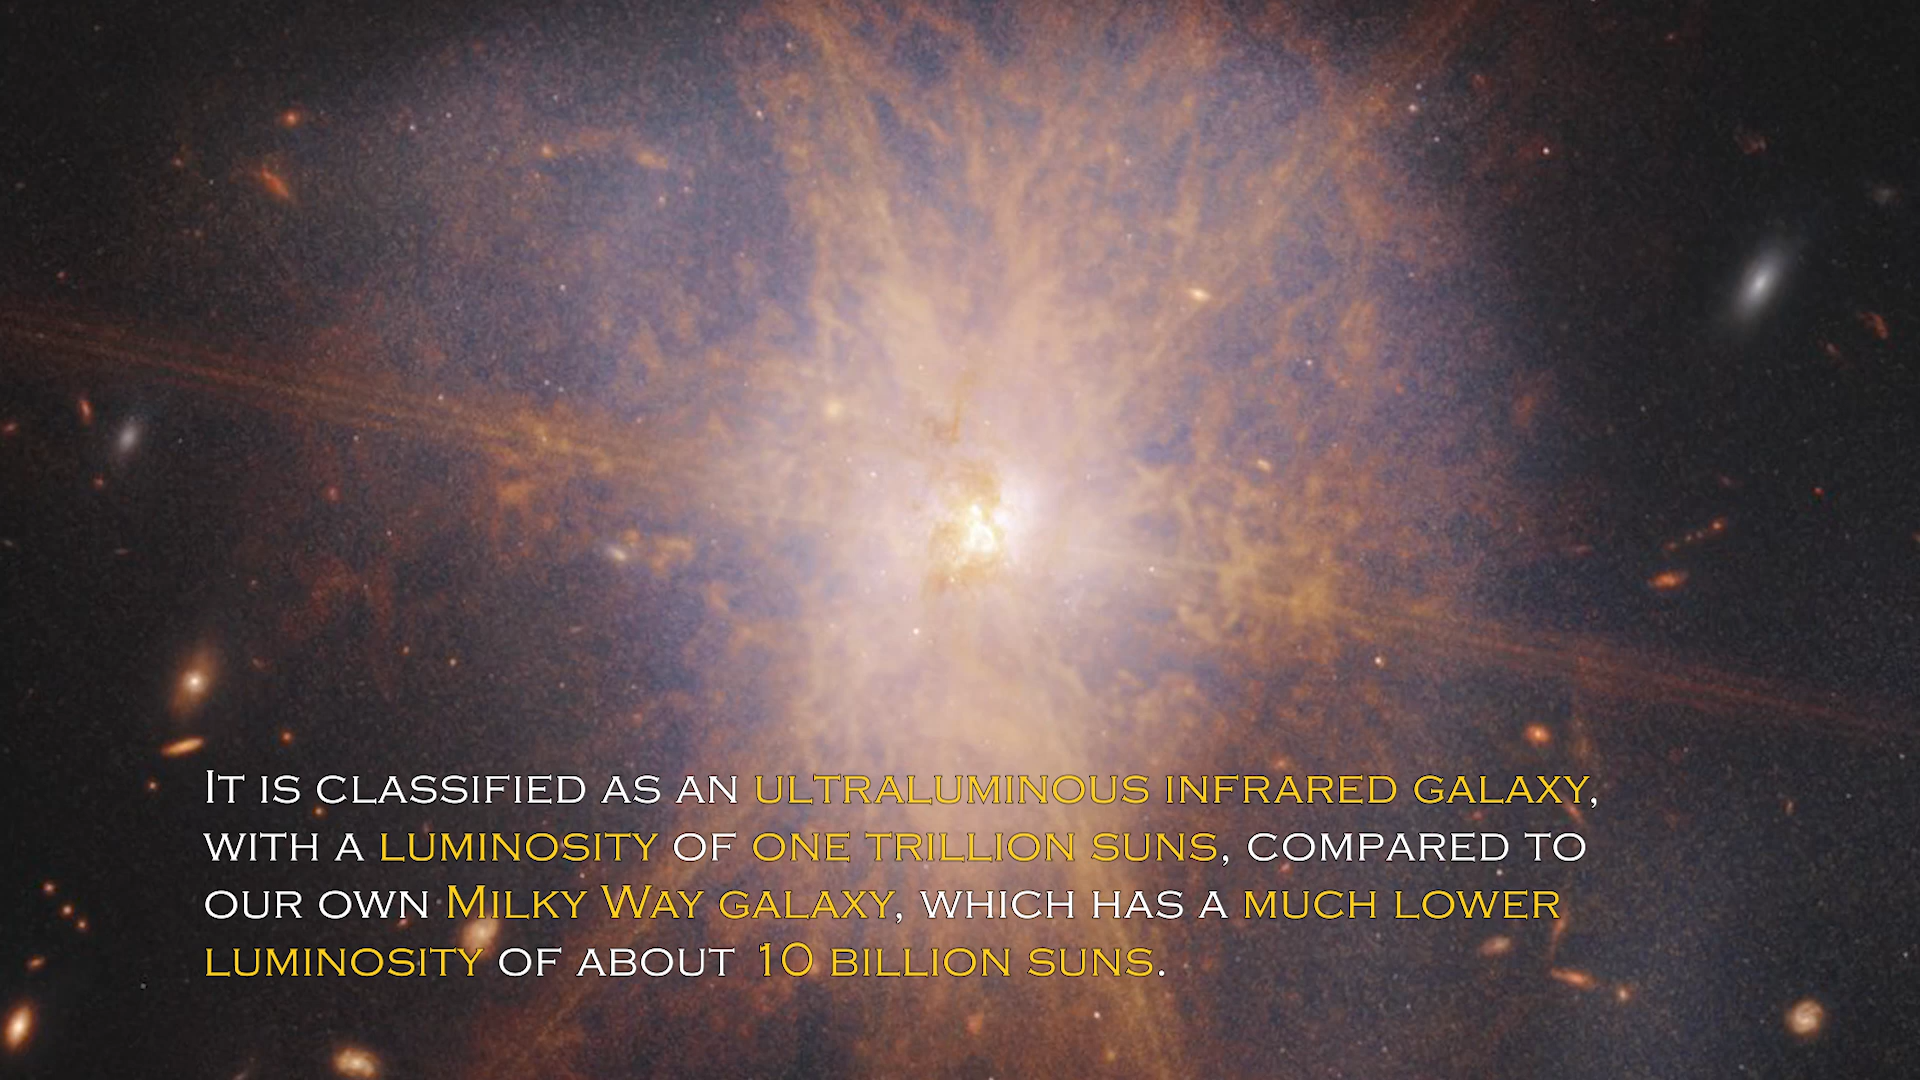 It is classified as an ultraluminous infrared galaxy,
with a luminosity of one trillion suns, compared to
our own Milky Way galaxy, which has a much lower
luminosity of about 10 billion suns.